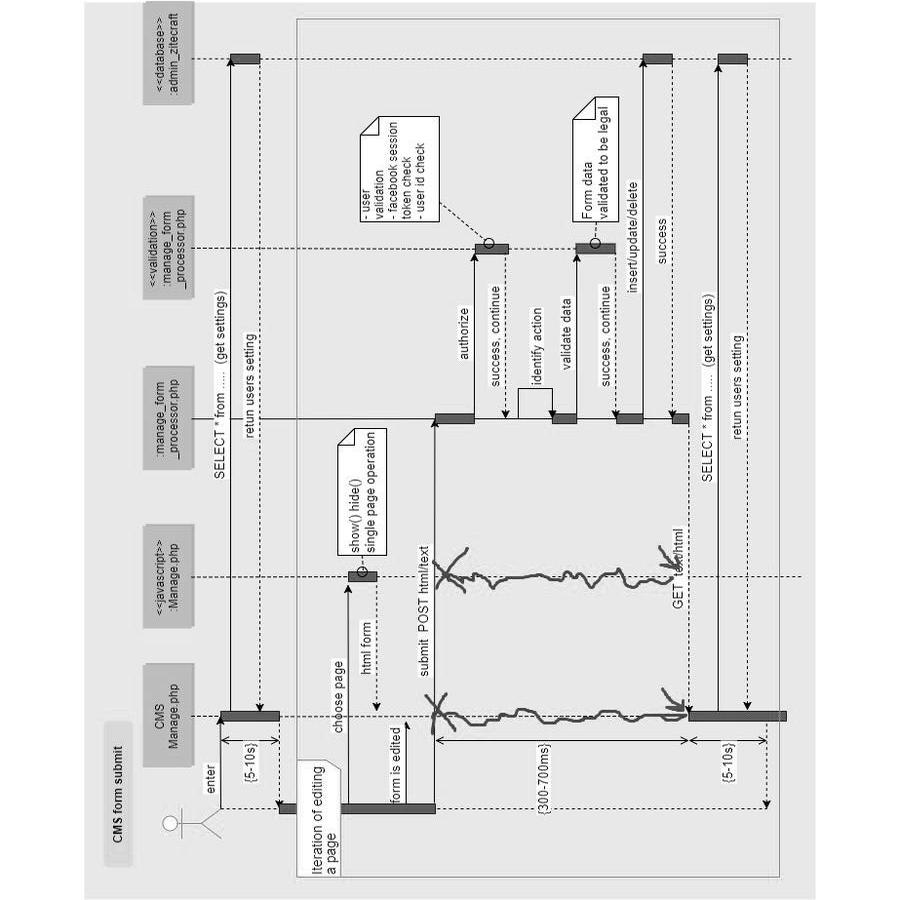 CMS form submit
CMS
Manage.php
<<javascript>>
:Manage.php
:manage_form
_processor.php
<<validation>>
:manage_form
_processor.php
<<database>>
:admin_zitecraft
enter
{5-10s}
SELECT * from ..... (get settings)
retun users setting
Iteration of editing
a page
choose page
show() hide()
single page operation
html form
form is edited
submit POST html/text
{300-700ms}
authorize
- user
validation
- facebook session
token check
- user id check
success, continue
identify action
validate data
Form data
validated to be legal
success, continue
insert/update/delete
success
GET text/html
SELECT * from ..... (get settings)
retun users setting
{5-10s}